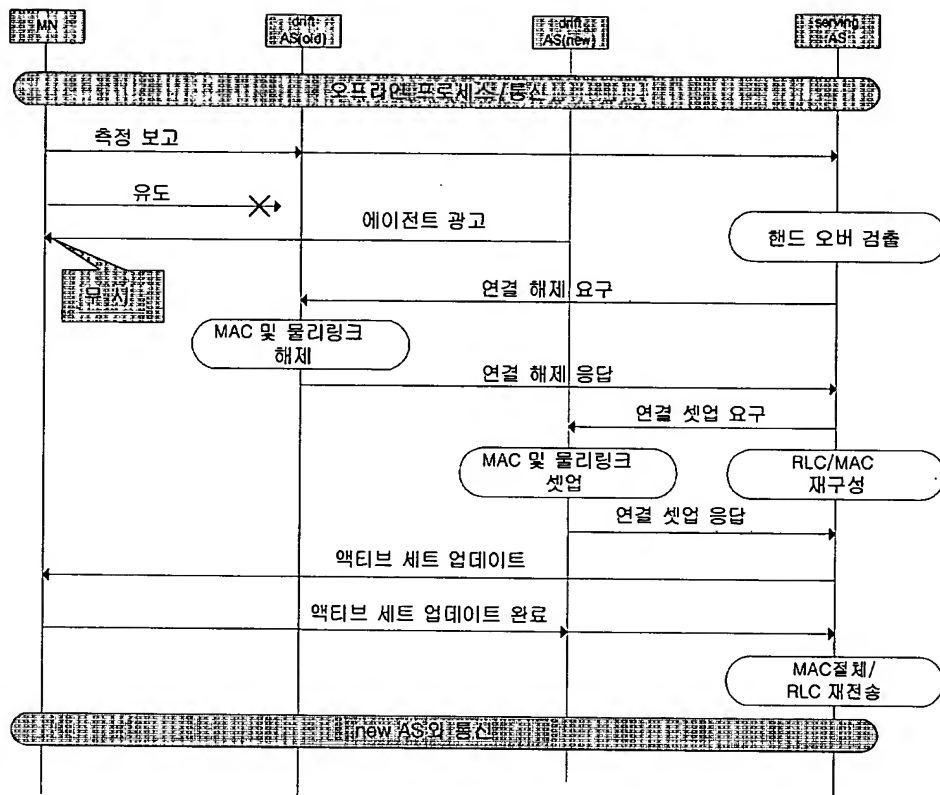 MN
drift
AS(old)
drift
AS(new)
serving
AS
오프라인 프로세스/통신
측정 보고
유도
에이전트 광고
핸드 오버 검출
무 시
연결 해제 요구
MAC 및 물리링크
해제
연결 해제 응답
연결 셋업 요구
MAC 및 물리링크
셋업
RLC/MAC
재구성
연결 셋업 응답
액티브 세트 업데이트
액티브 세트 업데이트 완료
MAC절체/
RLC 재전송
new AS와 통신